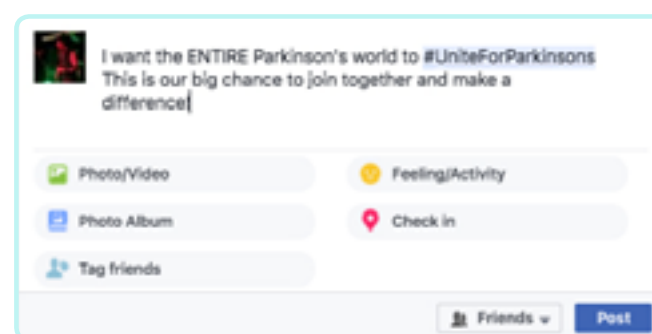 I want the ENTIRE Parkinson's world to #UniteForParkinsons
This is our big chance to join together and make a
difference!
Photo/Video
Feeling/Activity
Photo Album
Check in
Tag friends
Friends
Post